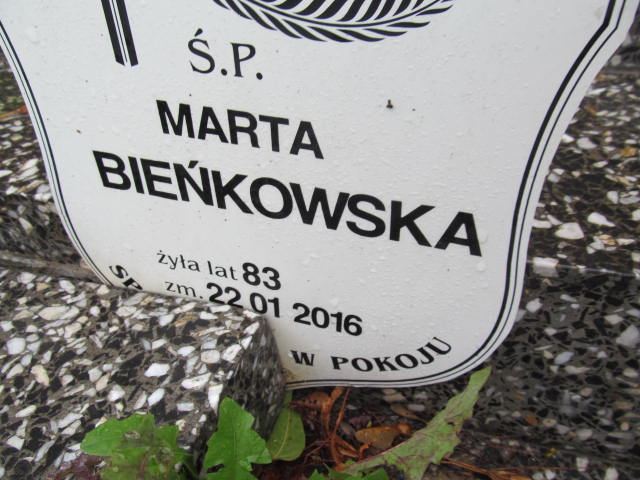 Ś.P.
MARTA
BIEŃKOWSKA
żyła lat 83
zm. 22 01 2016
W POKOJU